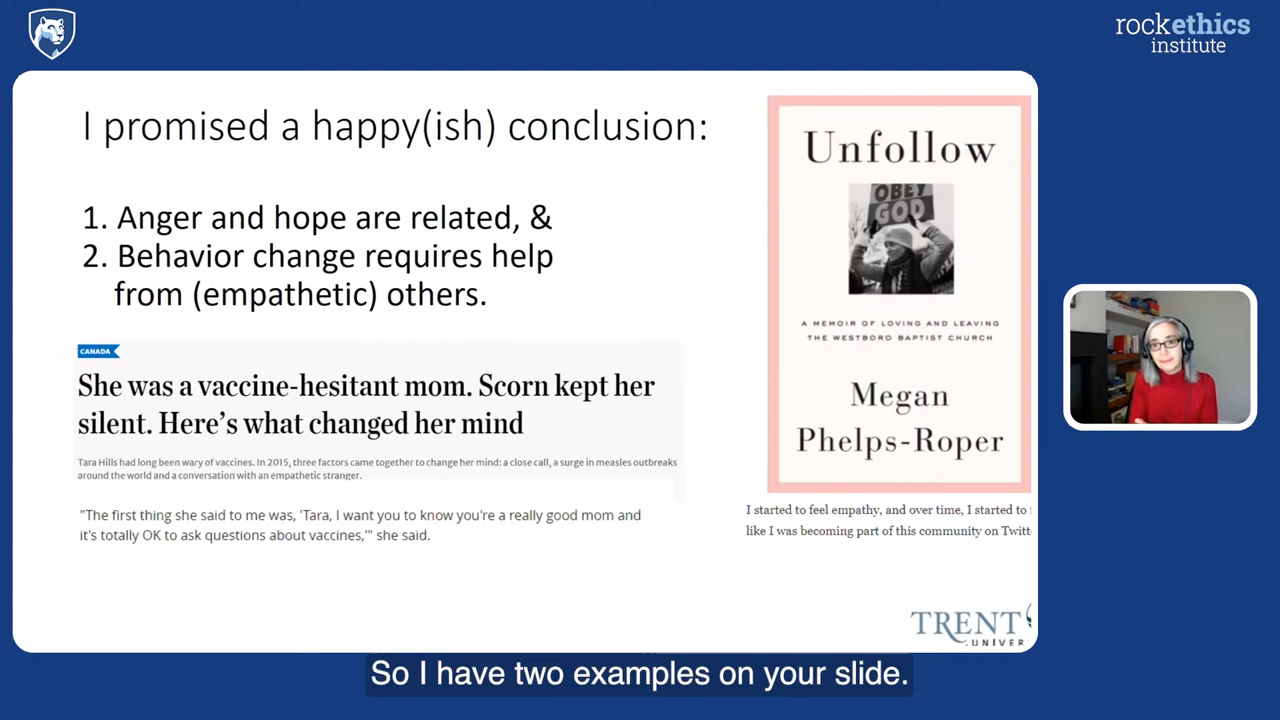 rockethics
institute
I promised a happy(ish) conclusion:
1. Anger and hope are related, &
2. Behavior change requires help
from (empathetic) others.
CANADA
She was a vaccine-hesitant mom. Scorn kept her
silent. Here's what changed her mind
Tara Hills had long been wary of vaccines. In 2015, three factors came together to change her mind: a close call, a surge in measles outbreaks
around the world and a conversation with an empathetic stranger.
"The first thing she said to me was, 'Tara, I want you to know you're a really good mom and
it's totally OK to ask questions about vaccines,'" she said.
Unfollow
OBEY
GOD
A MEMOIR OF LOVING AND LEAVING
THE WESTBORO BAPTIST CHURCH
Megan
Phelps-Roper
I started to feel empathy, and over time, I started to
like I was becoming part of this community on
TRENT
So I have two examples on your slide.